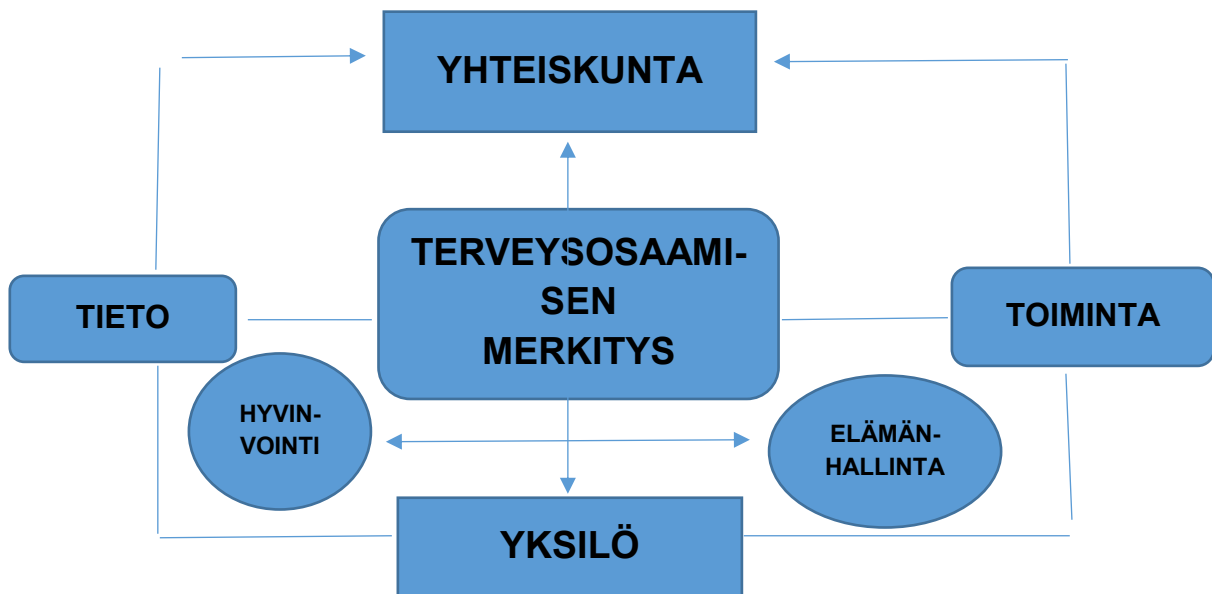 YHTEISKUNTA
TERVEYSOSAAMI-
SEN
MERKITYS
TIETO
TOIMINTA
HYVIN-
VOINTI
ELÄMÄN-
HALLINTA
YKSILÖ